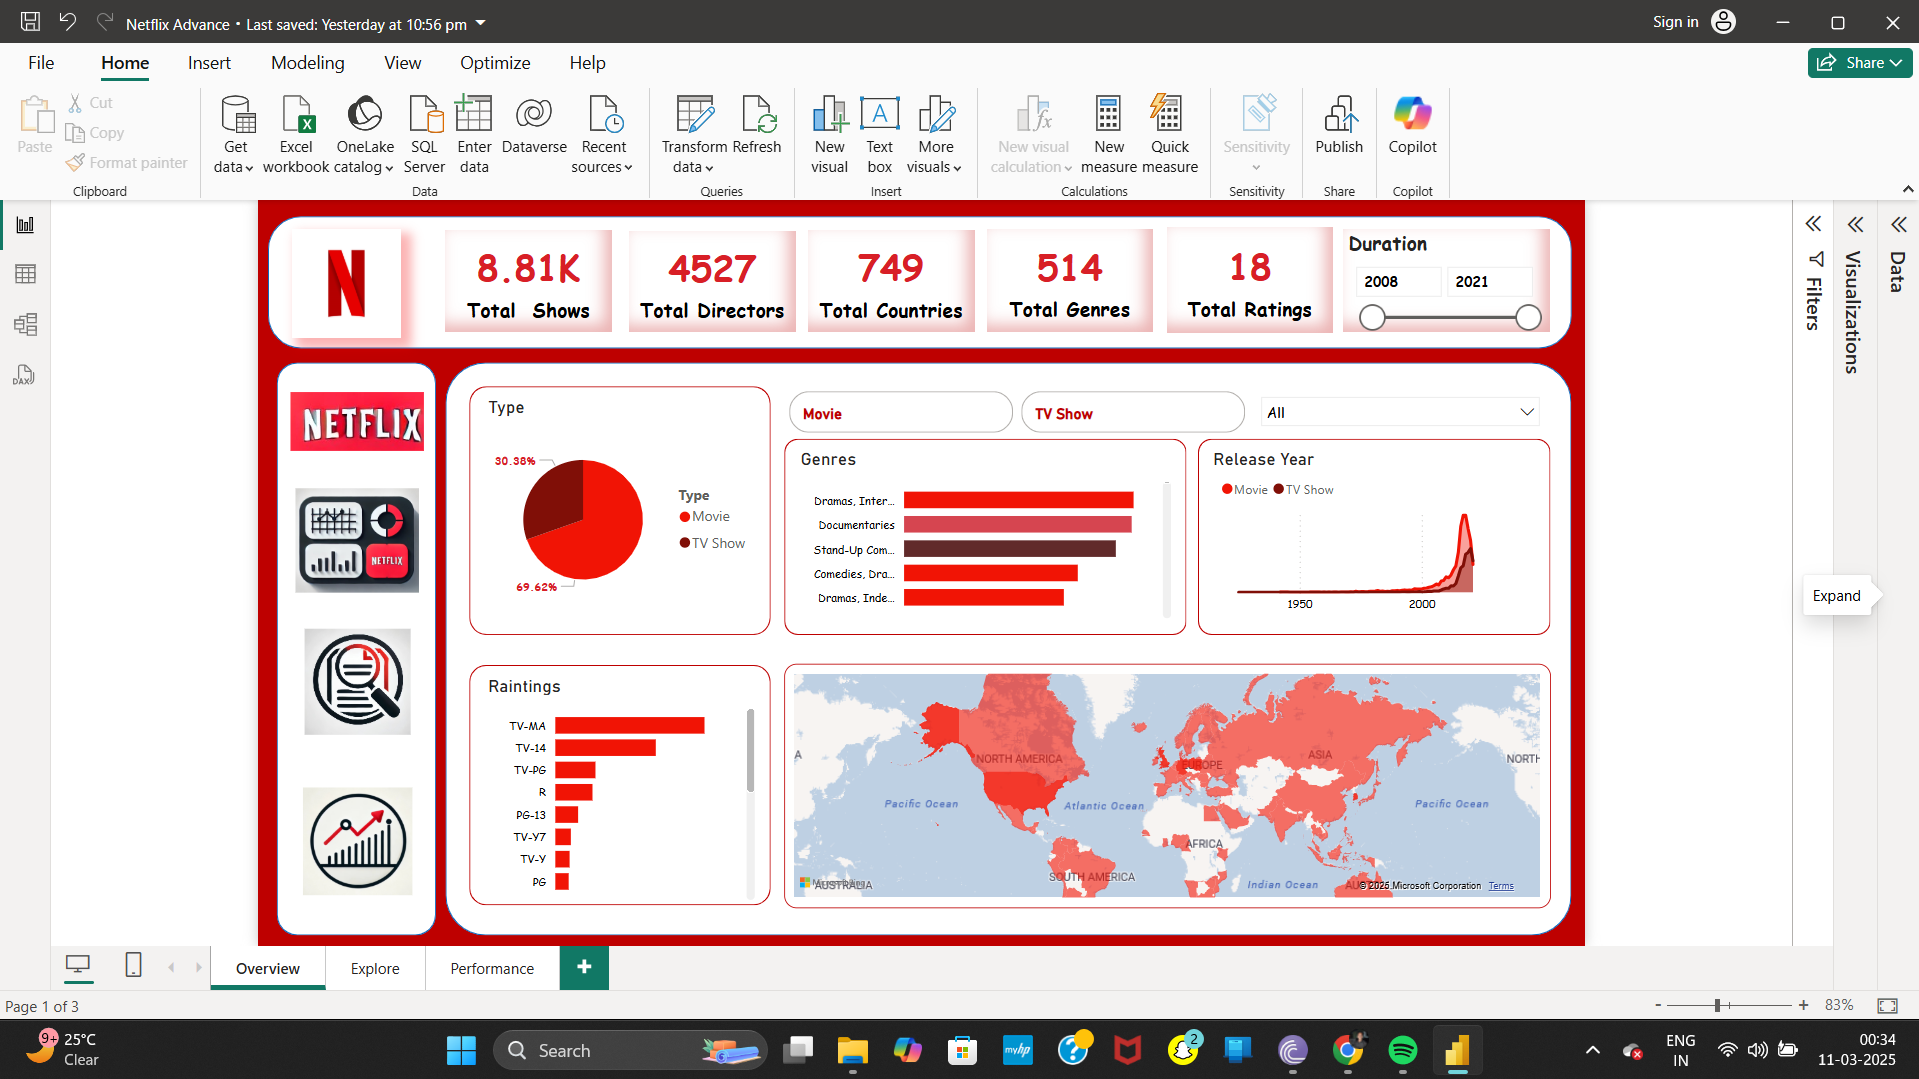 Netflix Advance • Last saved: Yesterday at 10:56 pm
Sign in
File Home Insert Modeling View Optimize Help
Share
Paste
Cut
Copy
Format painter
Clipboard
Get data
Excel workbook
OneLake catalog
SQL Server
Enter data
Dataverse
Recent sources
Data
Transform data
Refresh
Queries
New visual
Text box
More visuals
Insert
New visual calculation
New measure
Quick measure
Calculations
Sensitivity
Sensitivity
Publish
Share
Copilot
Copilot
N
8.81K
Total Shows
4527
Total Directors
749
Total Countries
514
Total Genres
18
Total Ratings
Duration
2008 2021
Filters
Visualizations
Data
NETFLIX
NETFLIX
Type
30.38%
69.62%
Type
Movie
TV Show
Movie
TV Show
All
Genres
Dramas, Inter...
Documentaries
Stand-Up Com...
Comedies, Dra...
Dramas, Inde...
Release Year
Movie TV Show
1950 2000
Expand
Raintings
TV-MA
TV-14
TV-PG
R
PG-13
TV-Y7
TV-Y
PG
NORTH AMERICA
EUROPE
ASIA
NORTH
Pacific Ocean
Atlantic Ocean
Pacific Ocean
AFRICA
SOUTH AMERICA
Indian Ocean
AUSTRALIA
© 2025 Microsoft Corporation Terms
DAX
Overview Explore Performance +
Page 1 of 3
- + 83%
9+
25°C
Clear
Search
myhp
2
ENG
IN
00:34
11-03-2025